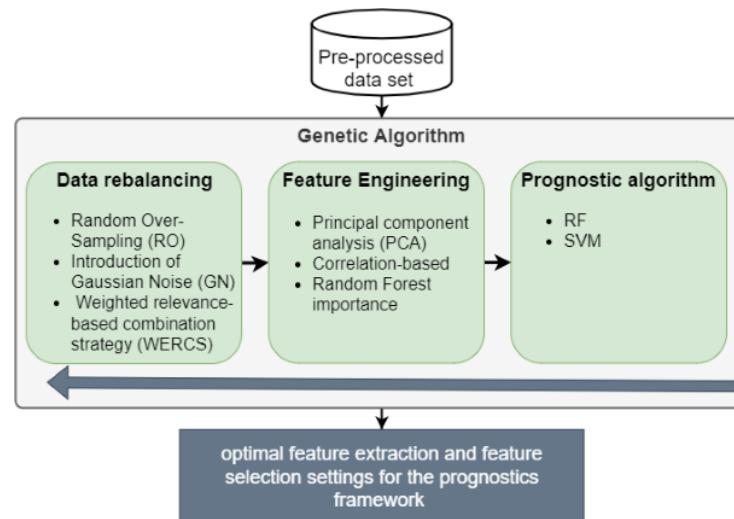 Pre-processed
data set
Genetic Algorithm
Data rebalancing
• Random Over-
Sampling (RO)
• Introduction of
Gaussian Noise (GN)
• Weighted relevance-
based combination
strategy (WERCS)
Feature Engineering
• Principal component
analysis (PCA)
• Correlation-based
• Random Forest
importance
Prognostic algorithm
• RF
• SVM
optimal feature extraction and feature
selection settings for the prognostics
framework